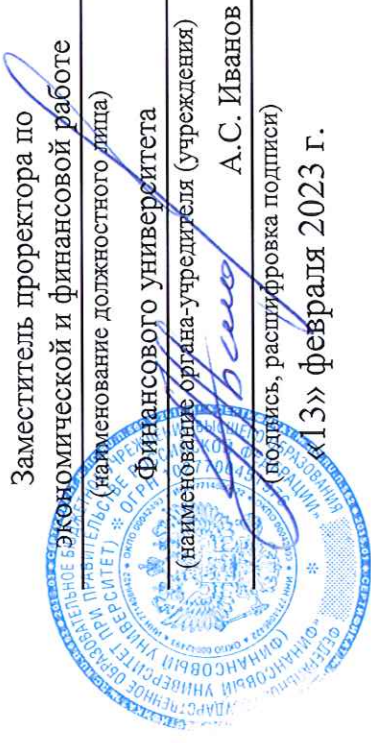 Заместитель проректора по
экономической и финансовой работе
(наименование должностного лица)
Финансового университета
(наименование органа-учредителя (учреждения)
А.С. Иванов
(подпись, расшифровка подписи)
«13» февраля 2023 г.